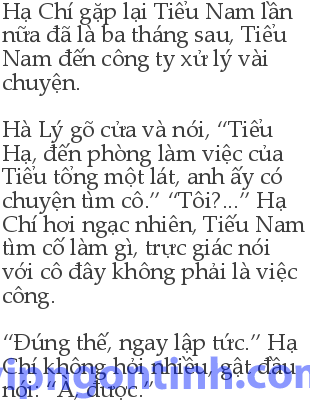 Hạ Chí gặp lại Tiểu Nam lần
nữa đã là ba tháng sau, Tiểu
Nam đến công ty xử lý vài
chuyện.
Hà Lý gõ cửa và nói, “Tiểu
Hạ, đến phòng làm việc của
Tiểu tổng một lát, anh ấy có
chuyện tìm cô.” “Tôi?...” Hạ
Chí hơi ngạc nhiên, Tiếu Nam
tìm cố làm gì, trực giác nói
với cô đây không phải là việc
công.
“Đúng thế, ngay lập tức.” Hạ
Chí không hỏi nhiều, gật đầu
nói: “À, được.”
vipngontinh.com